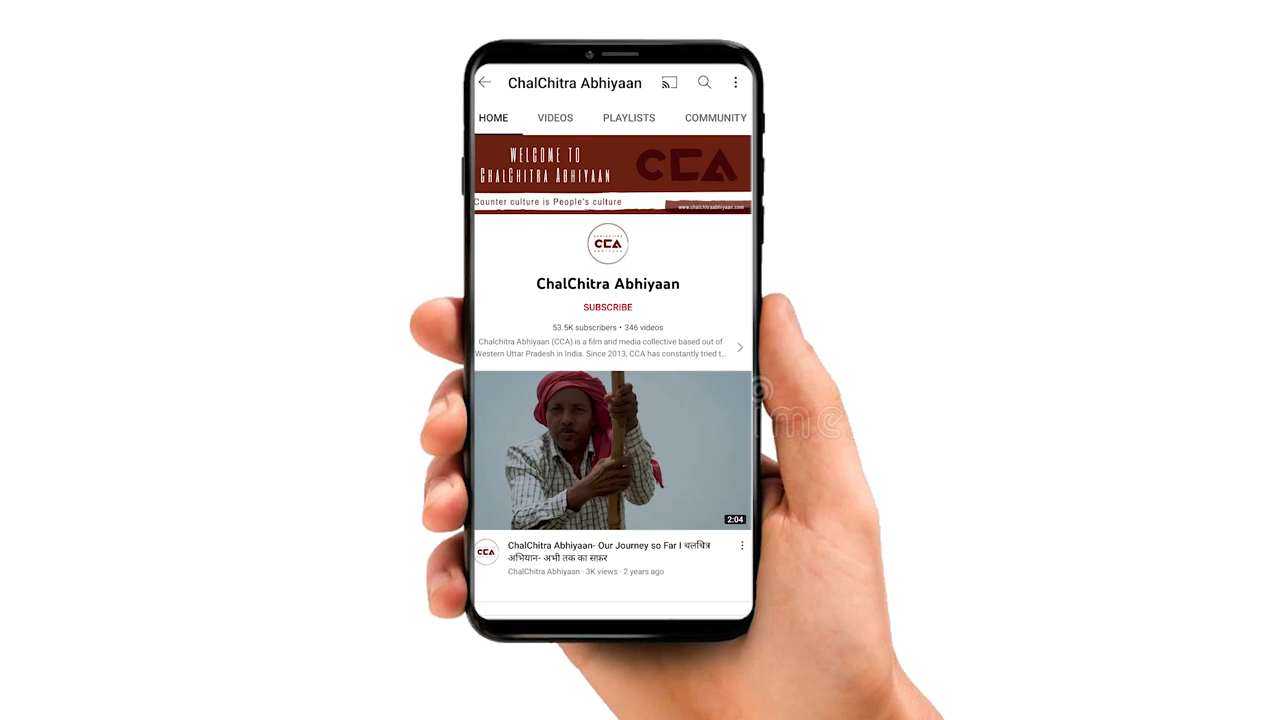 ChalChitra Abhiyaan
HOME VIDEOS PLAYLISTS COMMUNITY
WELCOME TO
CHALCHITRA ABHIYAAN
CCA
Counter culture is People's culture
www.chalchitraabhiyaan.com
CCA
ChalChitra Abhiyaan
SUBSCRIBE
53.5K subscribers • 346 videos
Chalchitra Abhiyaan (CCA) is a film and media collective based out of
Western Uttar Pradesh in India. Since 2013, CCA has constantly tried t...
2:04
CCA
ChalChitra Abhiyaan- Our Journey so Far I चलचित्र
अभियान- अभी तक का सफ़र
ChalChitra Abhiyaan · 3K views · 2 years ago